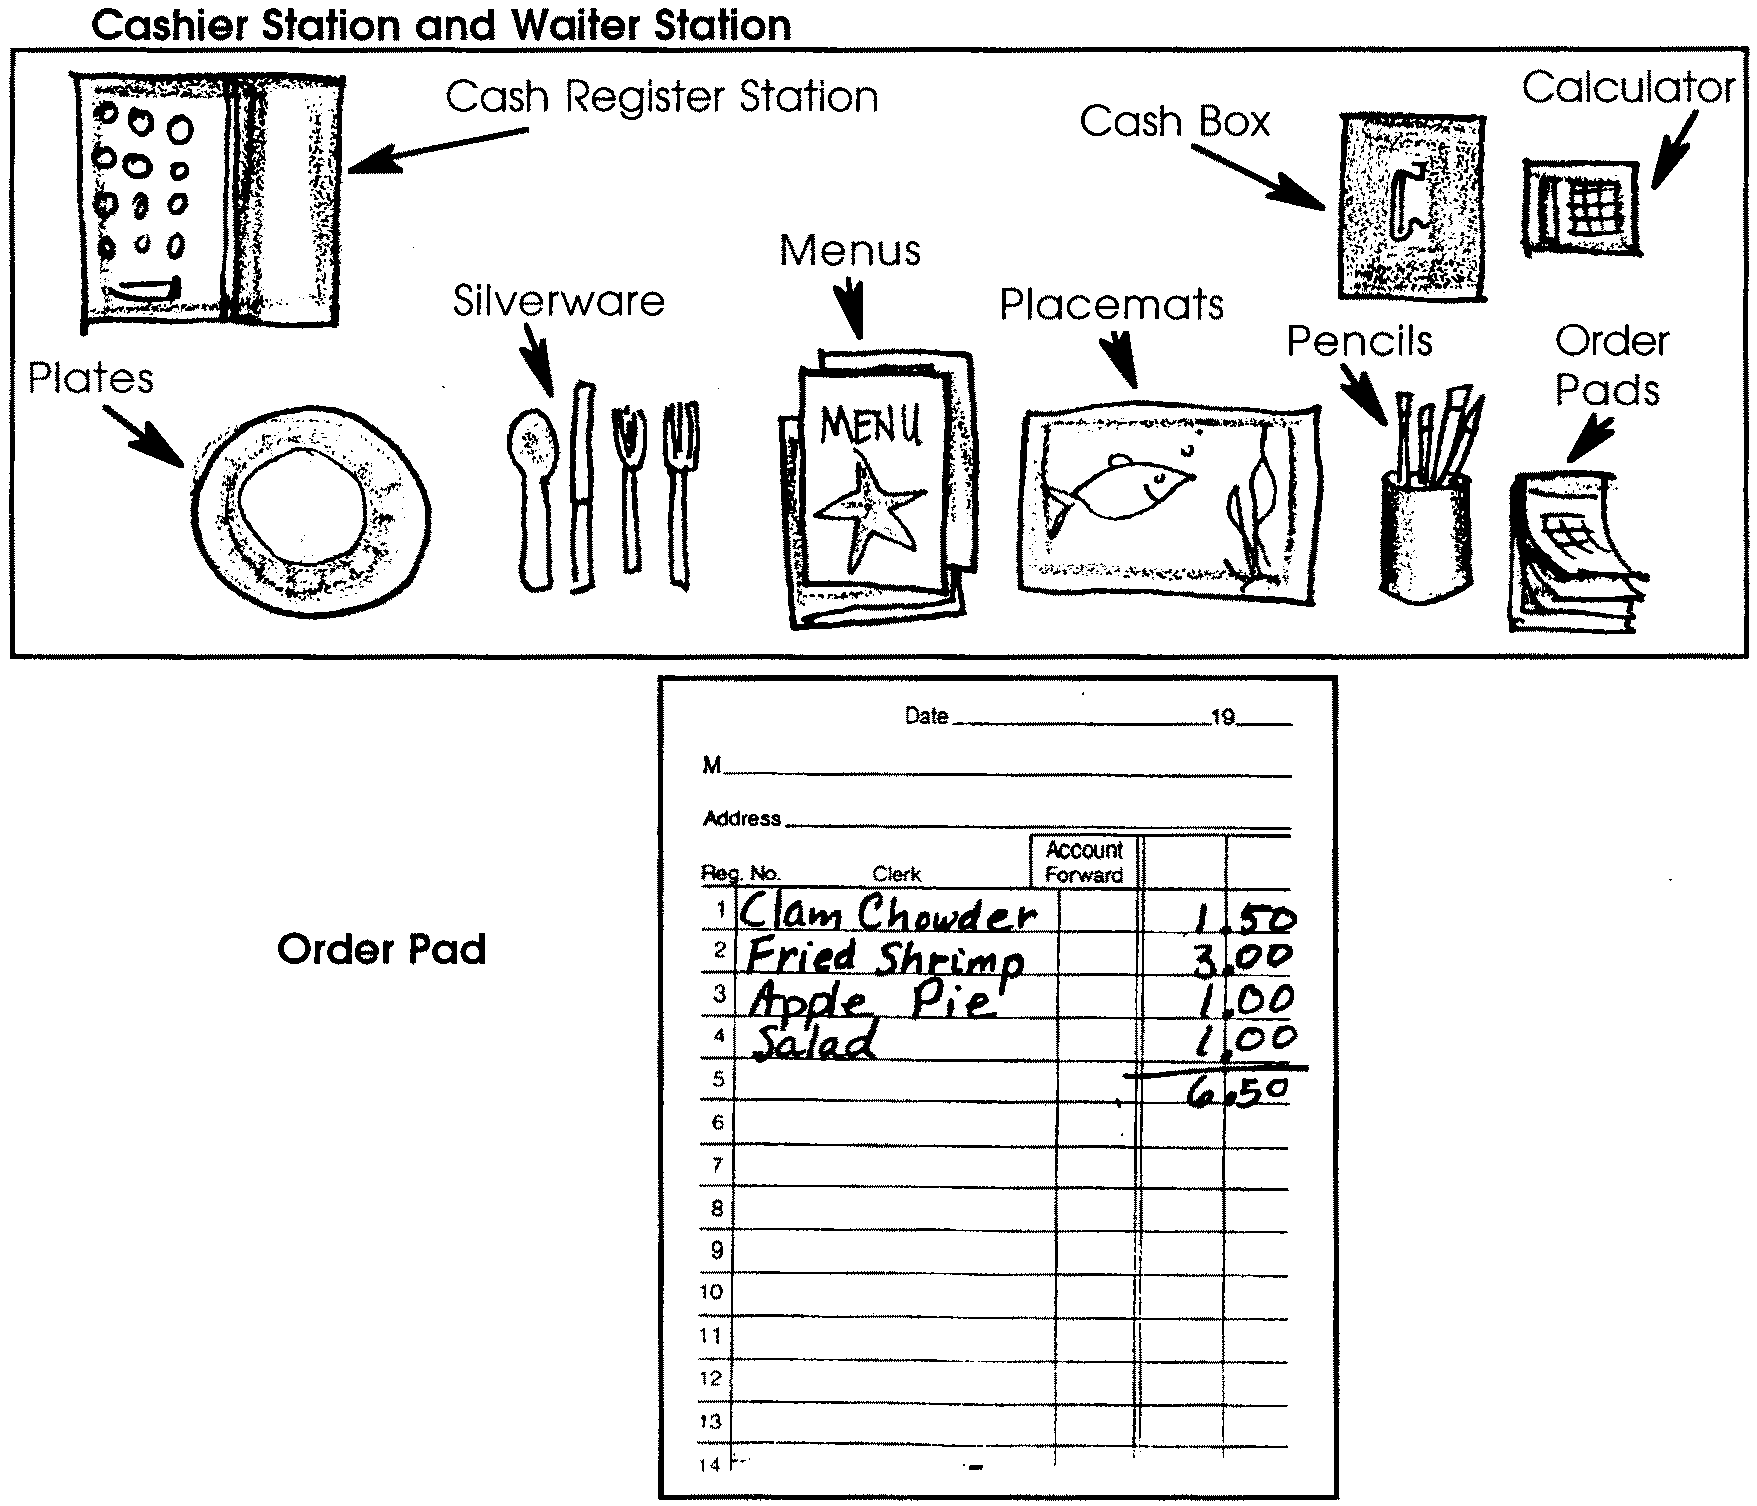 Cashier Station and Waiter Station
Cash Register Station
Calculator
Cash Box
Menus
Silverware
Placemats
Pencils
Order
Pads
Plates
MENU
Date 19
M
Address
Account
Forward
Reg. No. Clerk
1 Clam Chowder 1.50
2 Fried Shrimp 3.00
3 Apple Pie 1.00
4 Salad 1.00
5 6.50
6
7
8
9
10
11
12
13
14
Order Pad